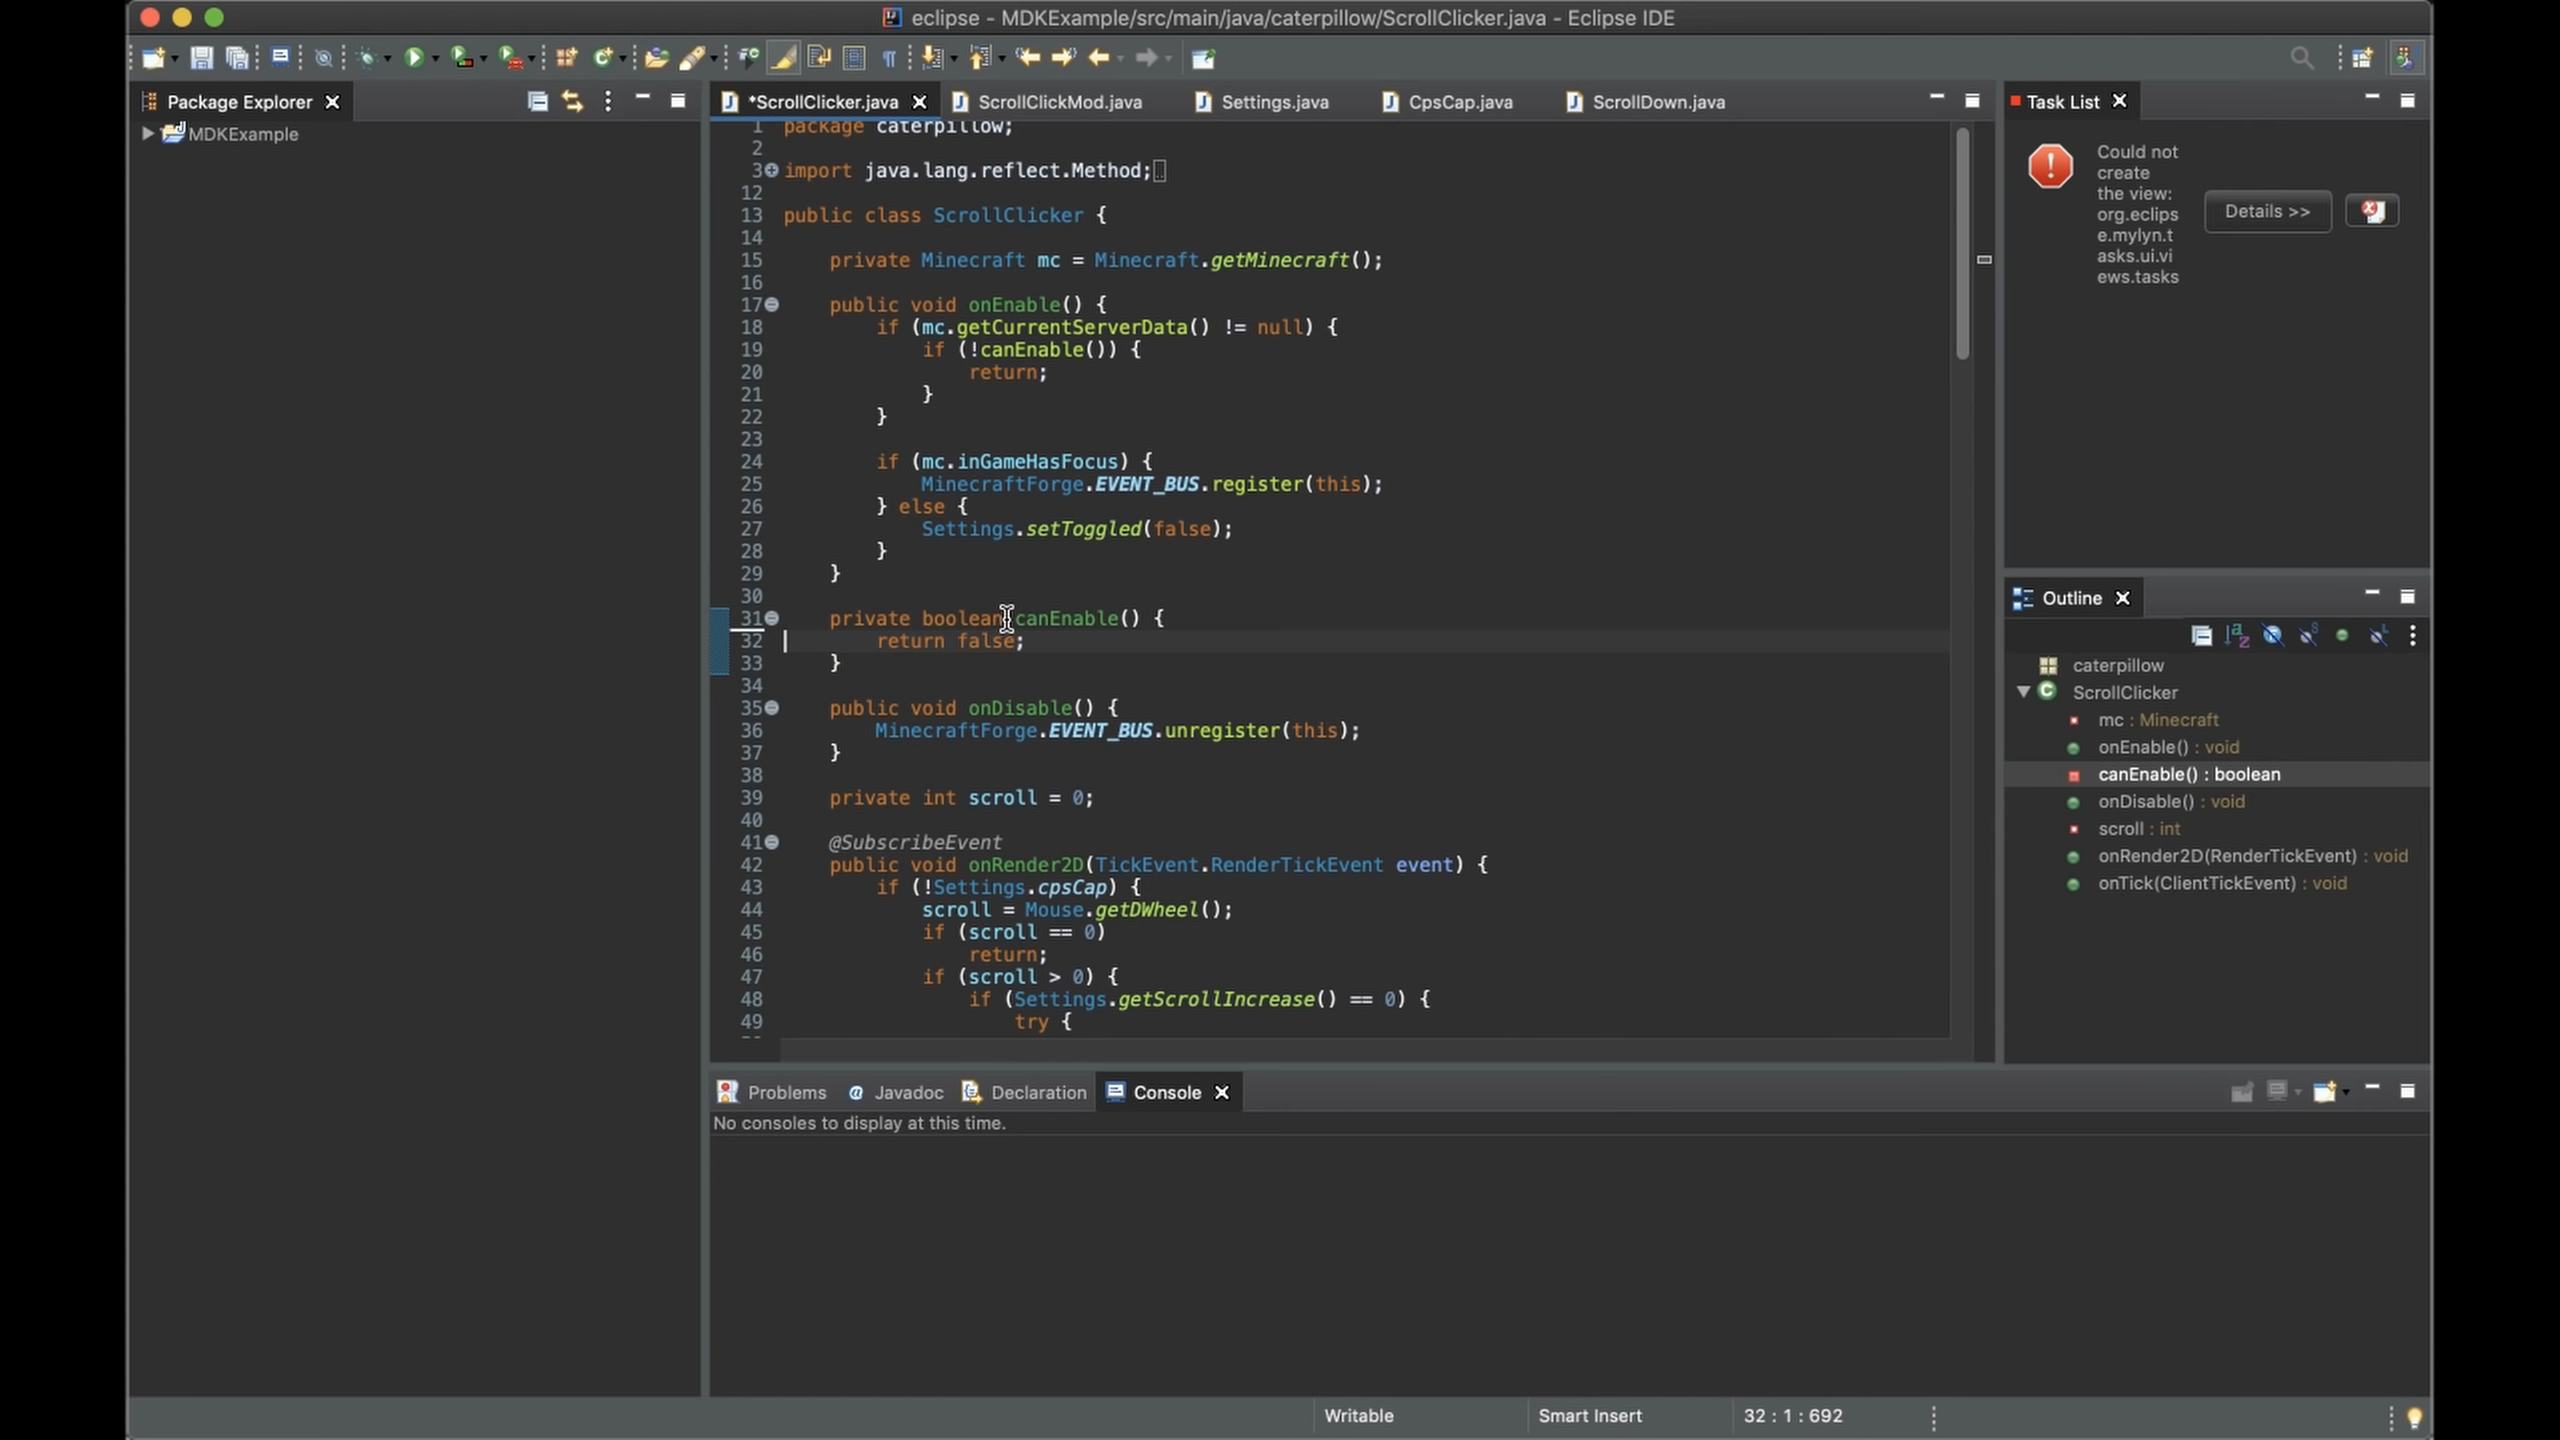 eclipse - MDKExample/src/main/java/caterpillow/ScrollClicker.java - Eclipse IDE
Package Explorer
MDKExample
*ScrollClicker.java
ScrollClickMod.java
Settings.java
CpsCap.java
ScrollDown.java
1 package caterpillow;
2
3 import java.lang.reflect.Method;
12
13 public class ScrollClicker {
14
15 private Minecraft mc = Minecraft.getMinecraft();
16
17 public void onEnable() {
18 if (mc.getCurrentServerData() != null) {
19 if (!canEnable()) {
20 return;
21 }
22 }
23
24 if (mc.inGameHasFocus) {
25 MinecraftForge.EVENT_BUS.register(this);
26 } else {
27 Settings.setToggled(false);
28 }
29 }
30
31 private boolean canEnable() {
32 return false;
33 }
34
35 public void onDisable() {
36 MinecraftForge.EVENT_BUS.unregister(this);
37 }
38
39 private int scroll = 0;
40
41 @SubscribeEvent
42 public void onRender2D(TickEvent.RenderTickEvent event) {
43 if (!Settings.cpsCap) {
44 scroll = Mouse.getDWheel();
45 if (scroll == 0)
46 return;
47 if (scroll > 0) {
48 if (Settings.getScrollIncrease() == 0) {
49 try {
Task List
Could not
create
the view:
org.eclips
e.mylyn.t
asks.ui.vi
ews.tasks
Details >>
Outline
caterpillow
ScrollClicker
mc : Minecraft
onEnable() : void
canEnable() : boolean
onDisable() : void
scroll : int
onRender2D(RenderTickEvent) : void
onTick(ClientTickEvent) : void
Problems
@ Javadoc
Declaration
Console
No consoles to display at this time.
Writable
Smart Insert
32 : 1 : 692